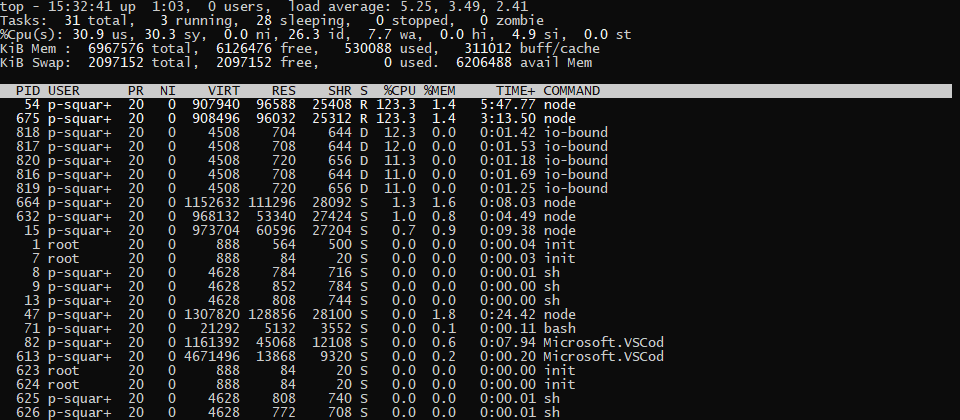 top - 15:32:41 up  1:03,  0 users,  load average: 5.25, 3.49, 2.41
Tasks:  31 total,   3 running,  28 sleeping,   0 stopped,   0 zombie
%Cpu(s): 30.9 us, 30.3 sy,  0.0 ni, 26.3 id,  7.7 wa,  0.0 hi,  4.9 si,  0.0 st
KiB Mem :  6967576 total,  6126476 free,   530088 used,   311012 buff/cache
KiB Swap:  2097152 total,  2097152 free,        0 used.  6206488 avail Mem
PID USER      PR  NI    VIRT    RES    SHR S  %CPU %MEM     TIME+ COMMAND
54 p-squar+  20   0  907940  96588  25408 R 123.3  1.4   5:47.77 node
675 p-squar+  20   0  908496  96032  25312 R 123.3  1.4   3:13.50 node
818 p-squar+  20   0    4508    704    644 D  12.3  0.0   0:01.42 io-bound
817 p-squar+  20   0    4508    708    644 D  12.0  0.0   0:01.53 io-bound
820 p-squar+  20   0    4508    720    656 D  11.3  0.0   0:01.18 io-bound
816 p-squar+  20   0    4508    708    644 D  11.0  0.0   0:01.69 io-bound
819 p-squar+  20   0    4508    720    656 D  11.0  0.0   0:01.25 io-bound
664 p-squar+  20   0 1152632 111296  28092 S   1.3  1.6   0:08.03 node
632 p-squar+  20   0  968132  53340  27424 S   1.0  0.8   0:04.49 node
15 p-squar+  20   0  973704  60596  27204 S   0.7  0.9   0:09.38 node
1 root      20   0     888    564    500 S   0.0  0.0   0:00.04 init
7 root      20   0     888     84     20 S   0.0  0.0   0:00.03 init
8 p-squar+  20   0    4628    784    716 S   0.0  0.0   0:00.01 sh
9 p-squar+  20   0    4628    852    784 S   0.0  0.0   0:00.00 sh
13 p-squar+  20   0    4628    808    744 S   0.0  0.0   0:00.00 sh
47 p-squar+  20   0 1307820 128856  28100 S   0.0  1.8   0:24.42 node
71 p-squar+  20   0   21292   5132   3552 S   0.0  0.1   0:00.11 bash
82 p-squar+  20   0 1161392  45068  12108 S   0.0  0.6   0:07.94 Microsoft.VSCod
613 p-squar+  20   0 4671496  13868   9320 S   0.0  0.2   0:00.20 Microsoft.VSCod
623 root      20   0     888     84     20 S   0.0  0.0   0:00.00 init
624 root      20   0     888     84     20 S   0.0  0.0   0:00.00 init
625 p-squar+  20   0    4628    808    740 S   0.0  0.0   0:00.01 sh
626 p-squar+  20   0    4628    772    708 S   0.0  0.0   0:00.01 sh